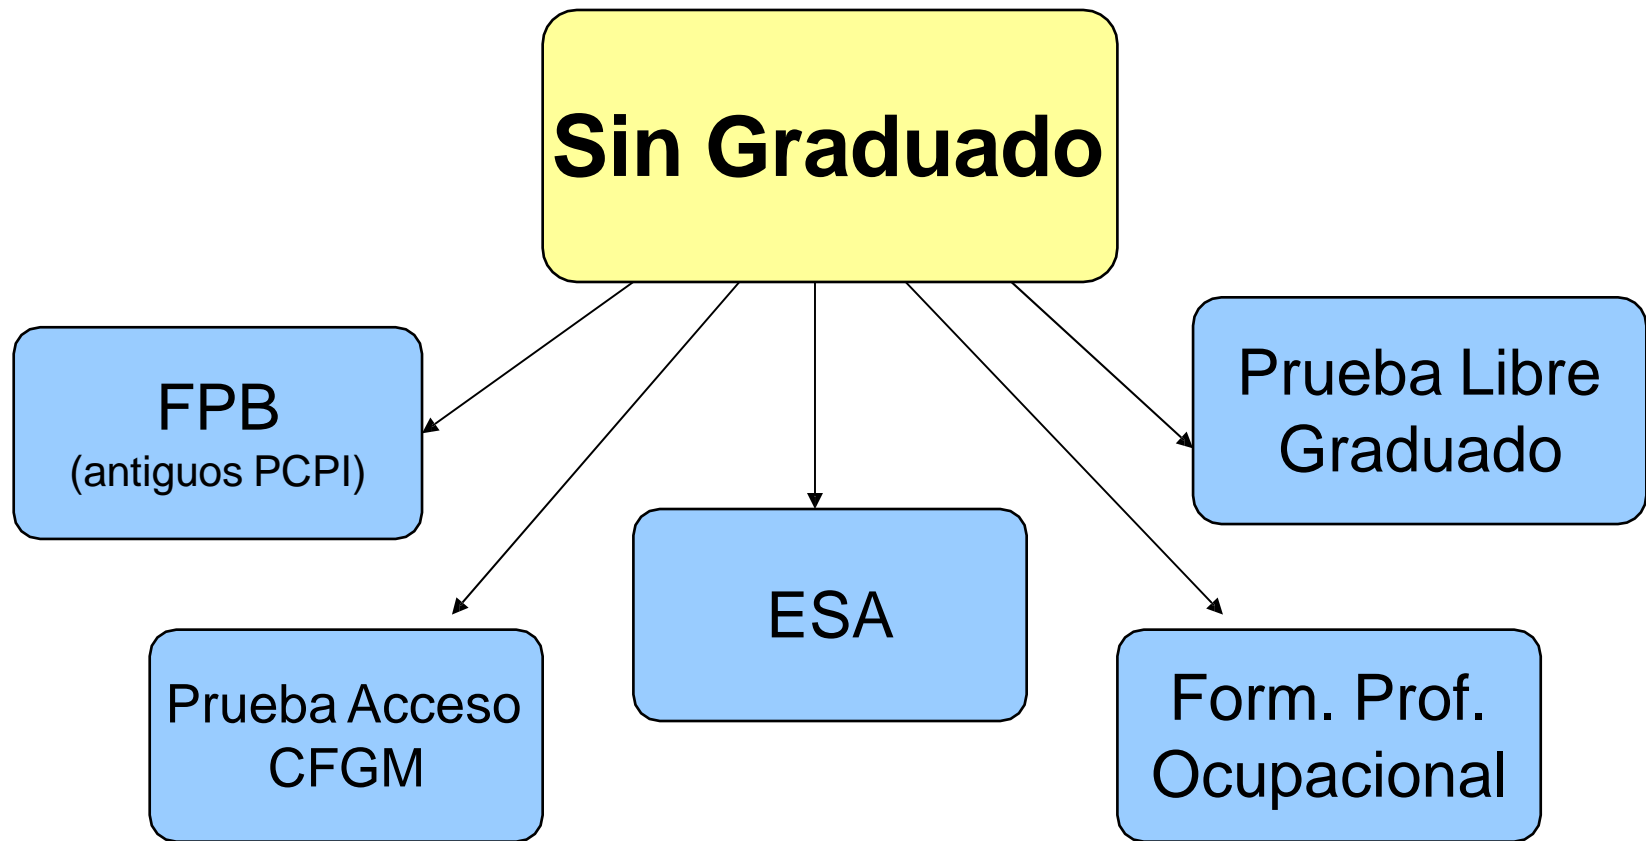 Sin Graduado
FPB
(antiguos PCPI)
Prueba Libre
Graduado
ESA
Prueba Acceso
CFGM
Form. Prof.
Ocupacional